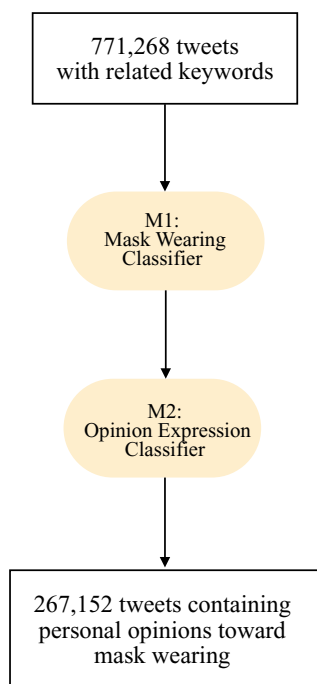 771,268 tweets
with related keywords
M1:
Mask Wearing
Classifier
M2:
Opinion Expression
Classifier
267,152 tweets containing
personal opinions toward
mask wearing